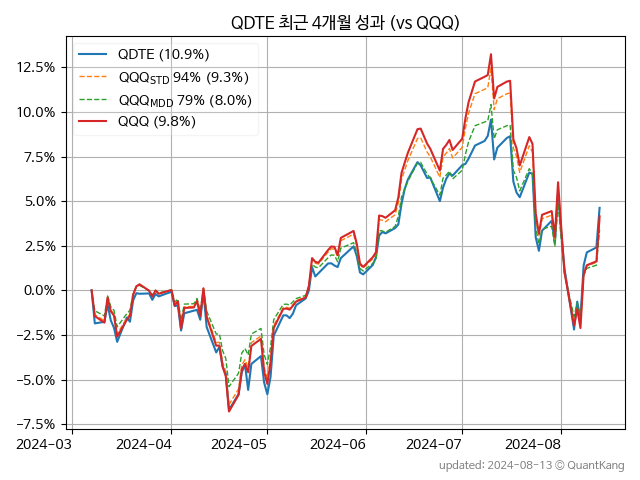 QDTE 최근 4개월 성과 (vs QQQ)
QDTE (10.9%)
QQQSTD 94% (9.3%)
QQQMDD 79% (8.0%)
QQQ (9.8%)
12.5%
10.0%
7.5%
5.0%
2.5%
0.0%
−2.5%
−5.0%
−7.5%
2024-03 2024-04 2024-05 2024-06 2024-07 2024-08
updated: 2024-08-13 ⓒ QuantKang